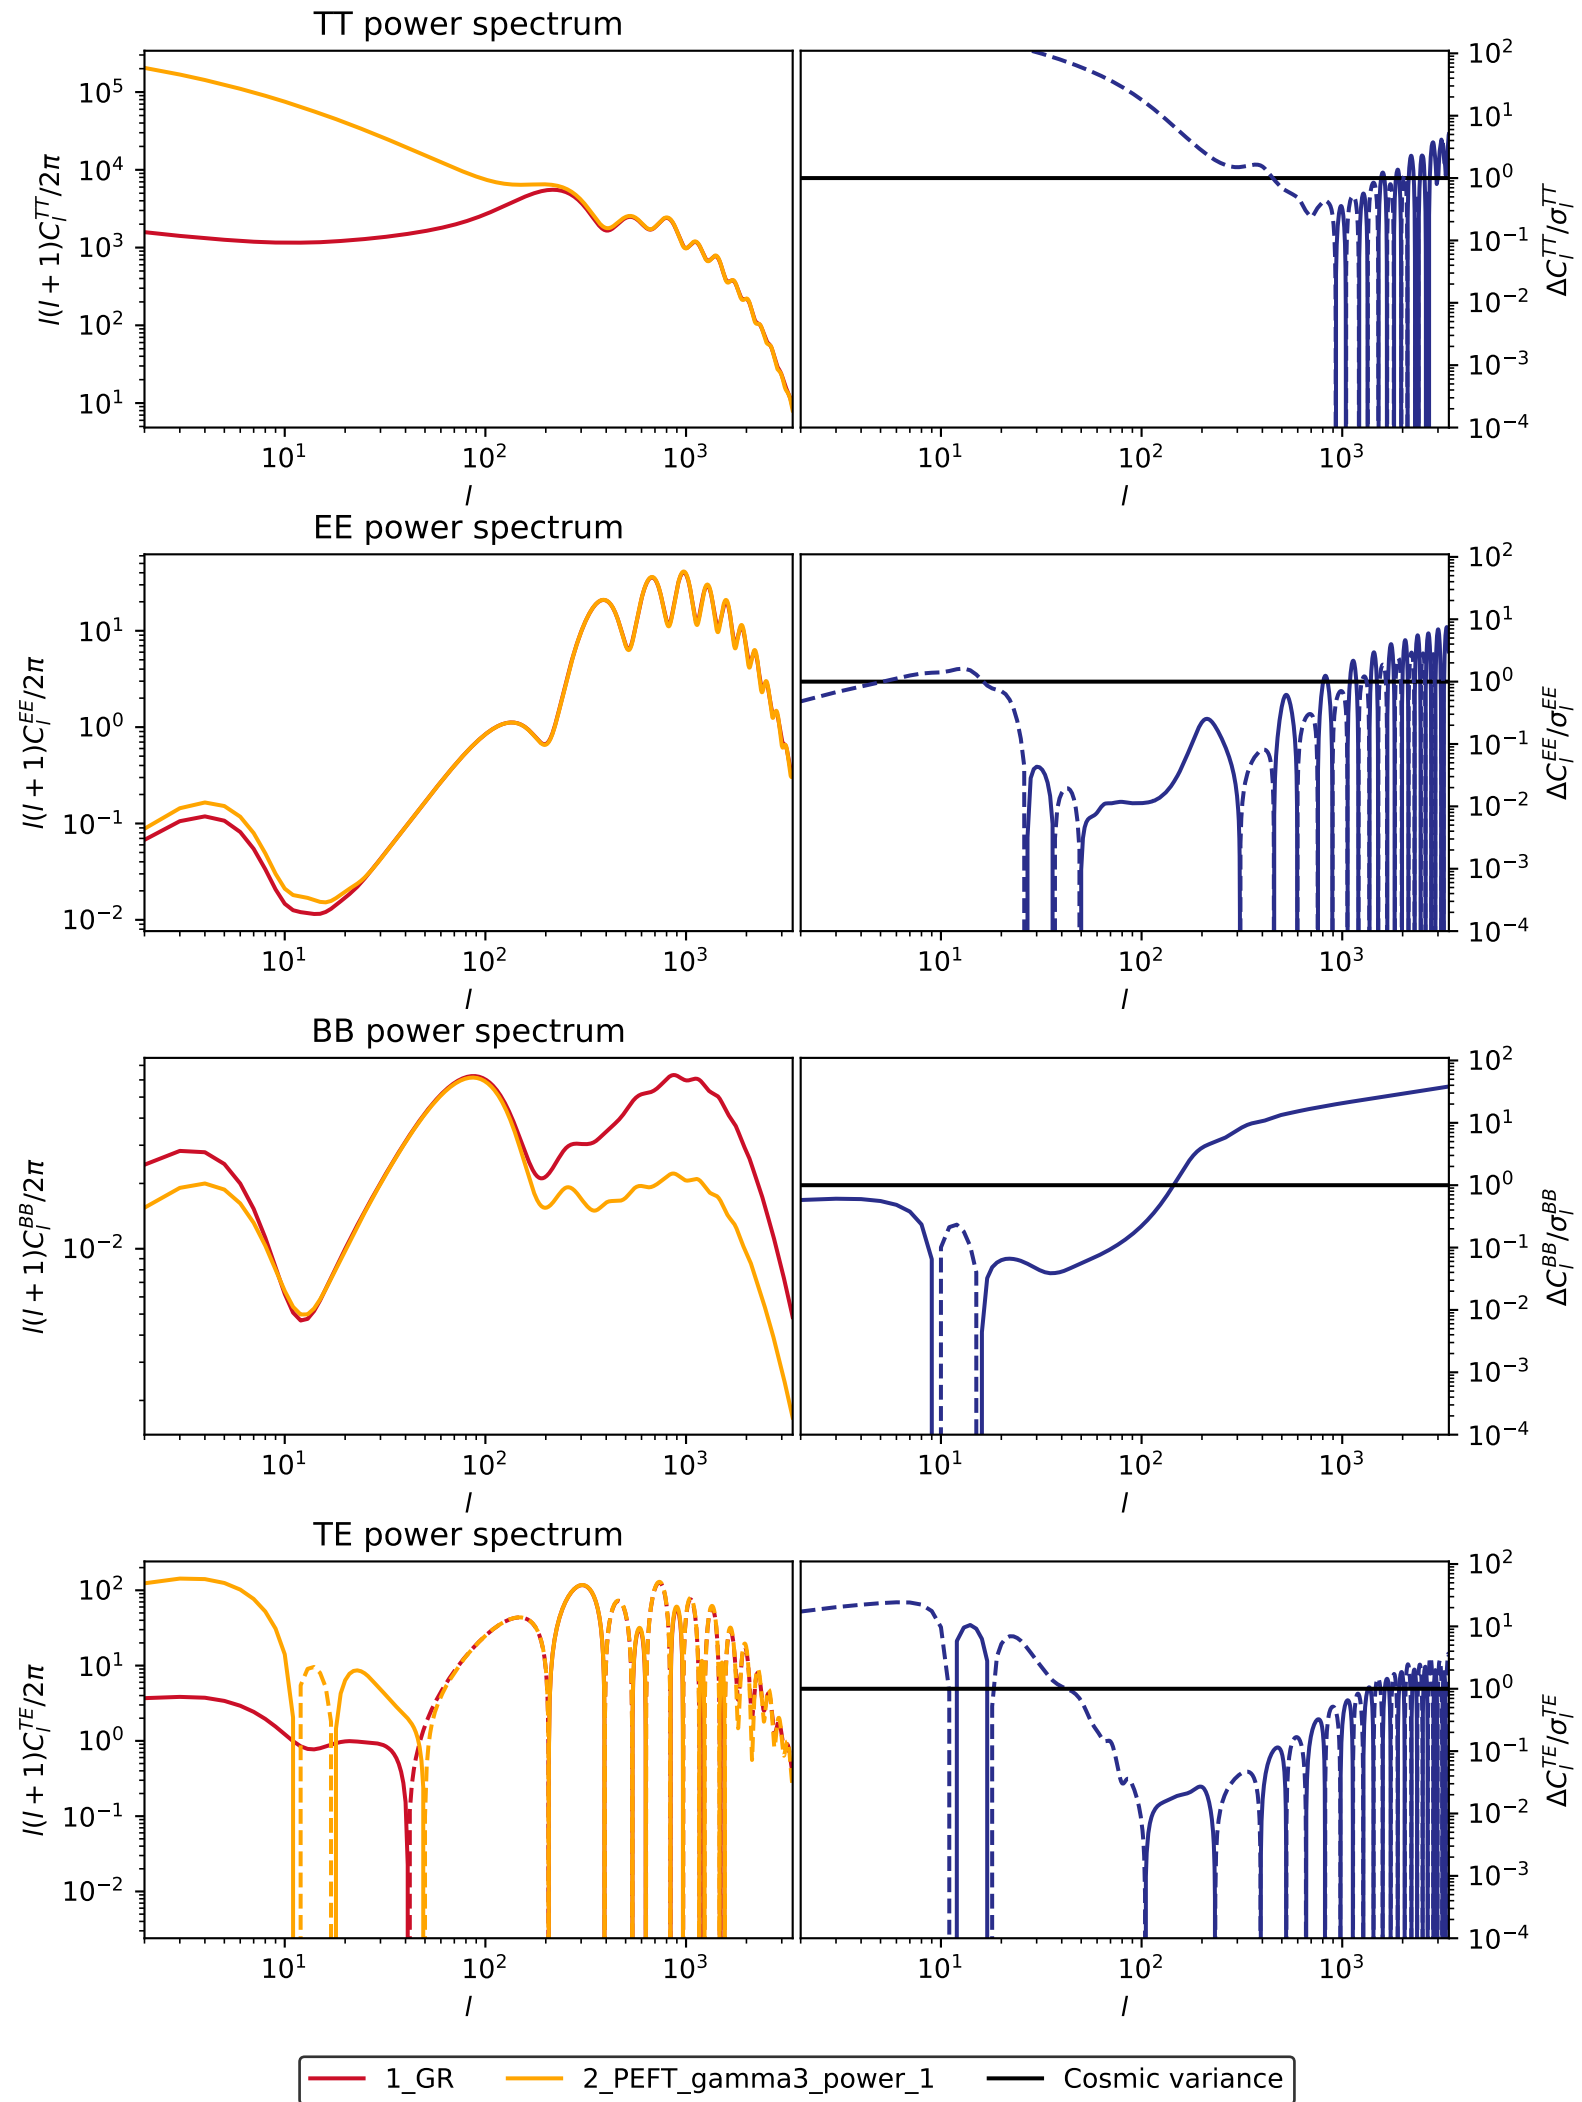 TT power spectrum
l(l + 1)C_l^{TT}/2π
10^5
10^4
10^3
10^2
10^1
10^1 10^2 10^3
l
10^2
10^1
10^0
10^{−1}
10^{−2}
10^{−3}
10^{−4}
ΔC_l^{TT}/σ_l^{TT}
10^1 10^2 10^3
l
EE power spectrum
l(l + 1)C_l^{EE}/2π
10^1
10^0
10^{−1}
10^{−2}
10^1 10^2 10^3
l
10^2
10^1
10^0
10^{−1}
10^{−2}
10^{−3}
10^{−4}
ΔC_l^{EE}/σ_l^{EE}
10^1 10^2 10^3
l
BB power spectrum
l(l + 1)C_l^{BB}/2π
10^{−2}
10^1 10^2 10^3
l
10^2
10^1
10^0
10^{−1}
10^{−2}
10^{−3}
10^{−4}
ΔC_l^{BB}/σ_l^{BB}
10^1 10^2 10^3
l
TE power spectrum
l(l + 1)C_l^{TE}/2π
10^2
10^1
10^0
10^{−1}
10^{−2}
10^1 10^2 10^3
l
10^2
10^1
10^0
10^{−1}
10^{−2}
10^{−3}
10^{−4}
ΔC_l^{TE}/σ_l^{TE}
10^1 10^2 10^3
l
1_GR 2_PEFT_gamma3_power_1 Cosmic variance